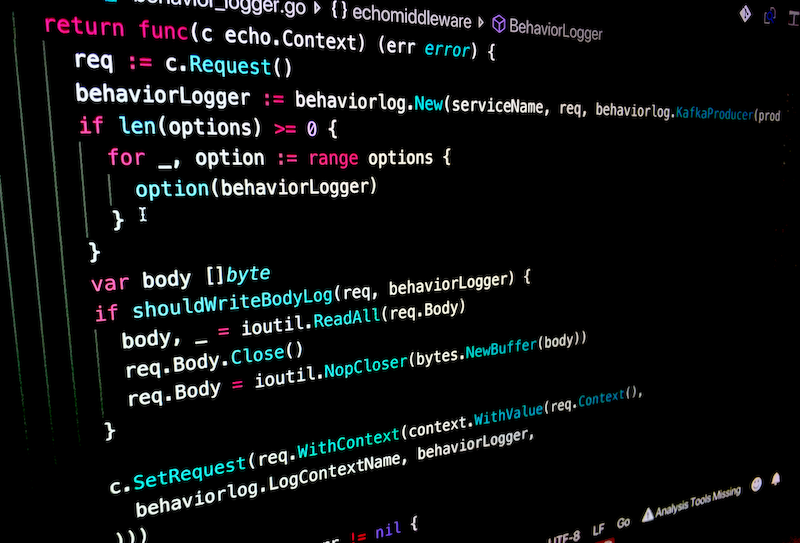 behavior_logger.go {} echomiddleware BehaviorLogger
return func(c echo.Context) (err error) {
req := c.Request()
behaviorLogger := behaviorlog.New(serviceName, req, behaviorlog.KafkaProducer(prod
if len(options) >= 0 {
for _, option := range options {
option(behaviorLogger)
}
}
var body []byte
if shouldWriteBodyLog(req, behaviorLogger) {
body, _ = ioutil.ReadAll(req.Body)
req.Body.Close()
req.Body = ioutil.NopCloser(bytes.NewBuffer(body))
}
c.SetRequest(req.WithContext(context.WithValue(req.Context(),
behaviorlog.LogContextName, behaviorLogger,
)))
!= nil {
UTF-8 LF Go Analysis Tools Missing